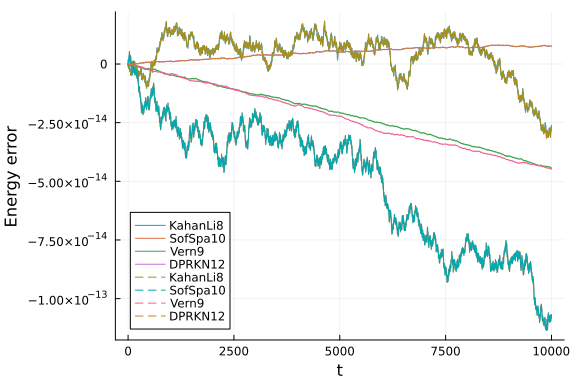 0
−2.50×10⁻¹⁴
−5.00×10⁻¹⁴
−7.50×10⁻¹⁴
−1.00×10⁻¹³
Energy error
KahanLi8
SofSpa10
Vern9
DPRKN12
KahanLi8
SofSpa10
Vern9
DPRKN12
0 2500 5000 7500 10000
t